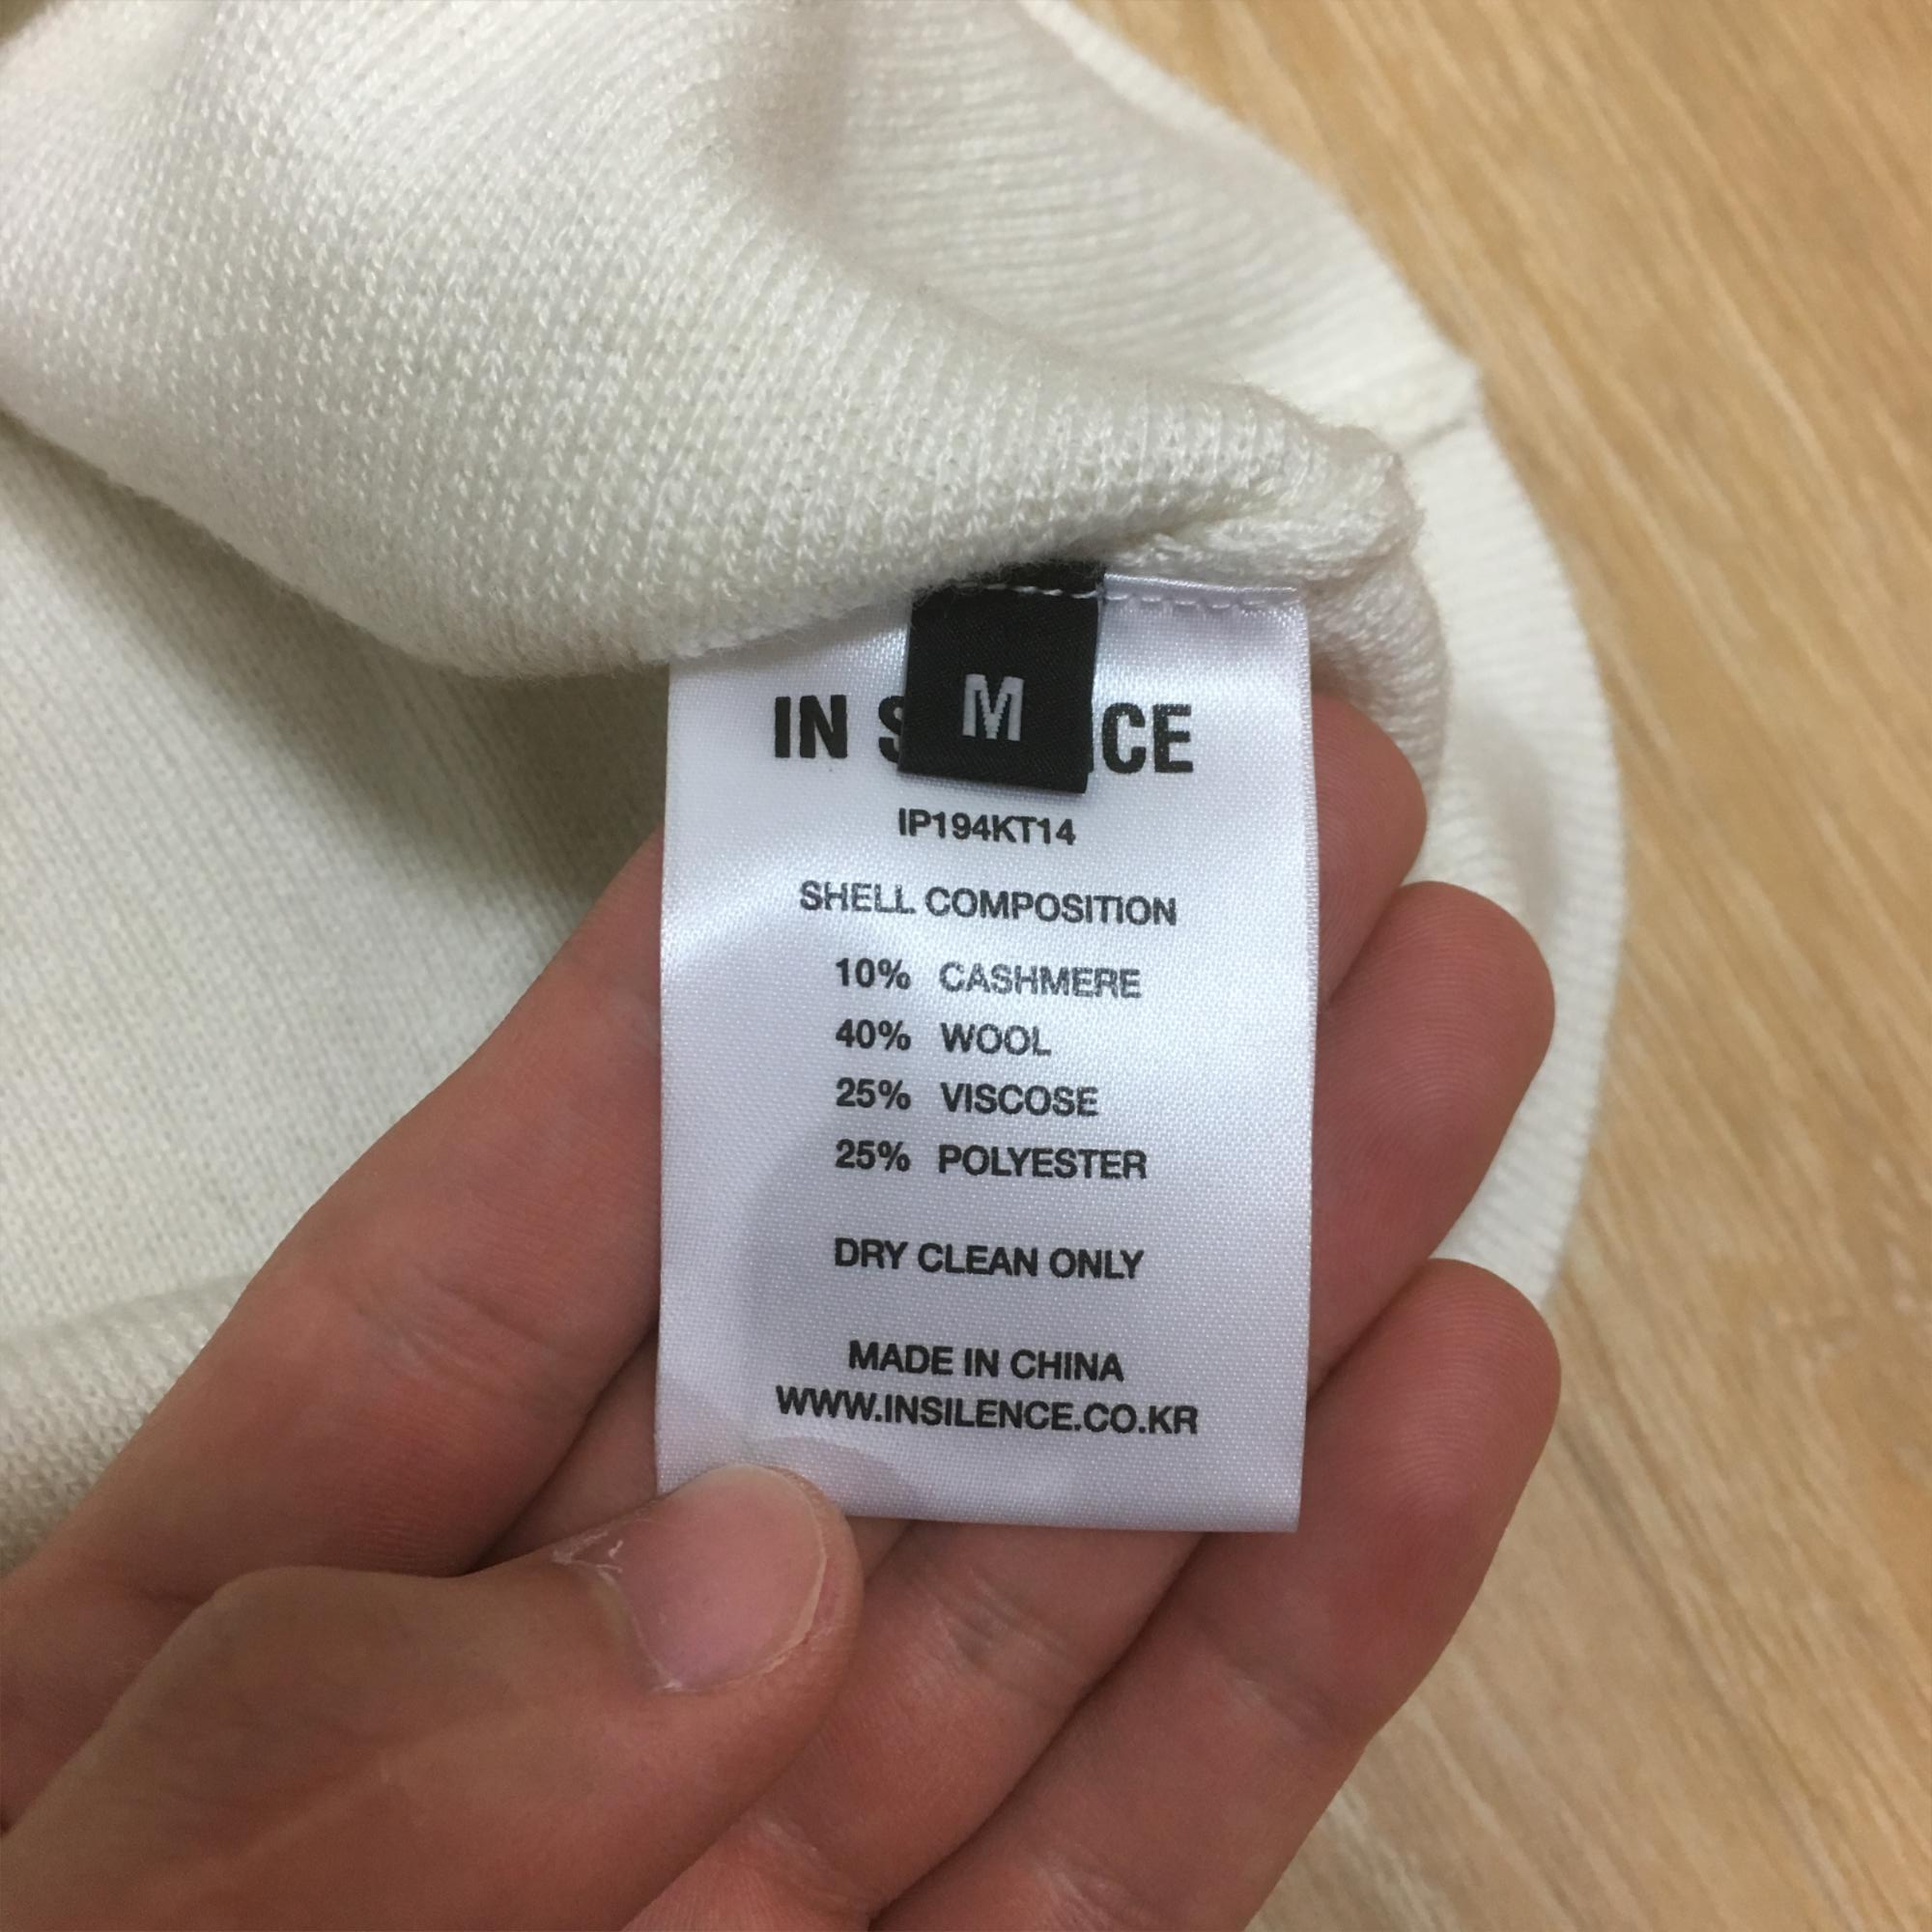 M
IN S CE
IP194KT14
SHELL COMPOSITION
10% CASHMERE
40% WOOL
25% VISCOSE
25% POLYESTER
DRY CLEAN ONLY
MADE IN CHINA
WWW.INSILENCE.CO.KR